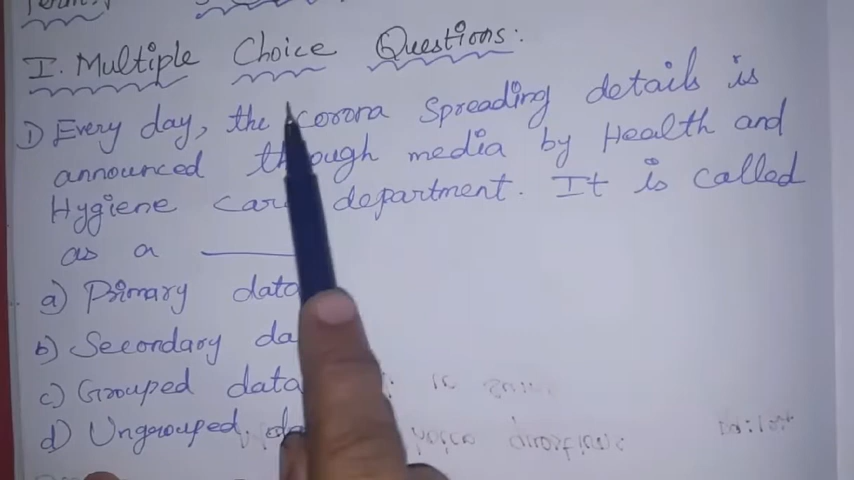 I. Multiple Choice Questions:
1) Every day, the corona Spreading details is
announced through media by Health and
Hygiene care department. It is called
as a ______
a) Primary data
b) Secondary da
c) Grouped data
d) Ungrouped da